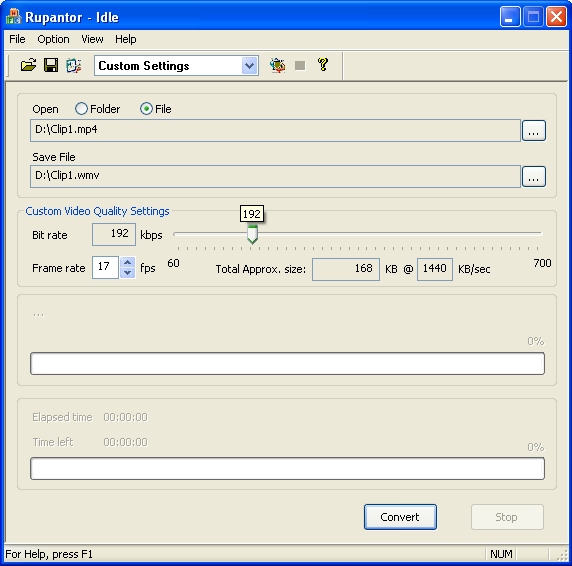 Rupantor - Idle
File Option View Help
Custom Settings
Open Folder File
D:\Clip1.mp4 ...
Save File
D:\Clip1.wmv ...
Custom Video Quality Settings
192
Bit rate 192 kbps
Frame rate 17 fps 60 700
Total Approx. size: 168 KB @ 1440 KB/sec
...
0%
Elapsed time 00:00:00
Time left 00:00:00
0%
Convert Stop
For Help, press F1 NUM